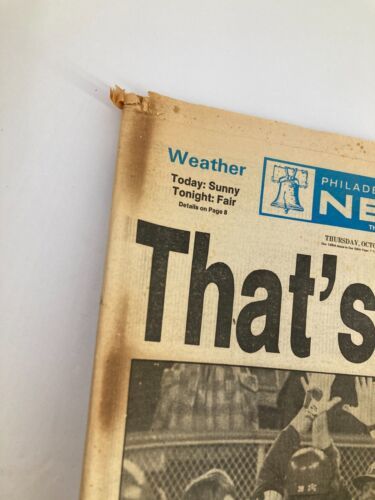 Weather
Today: Sunny
Tonight: Fair
Details on Page 8
PHILADE
NE
THURSDAY, OCTO
That's